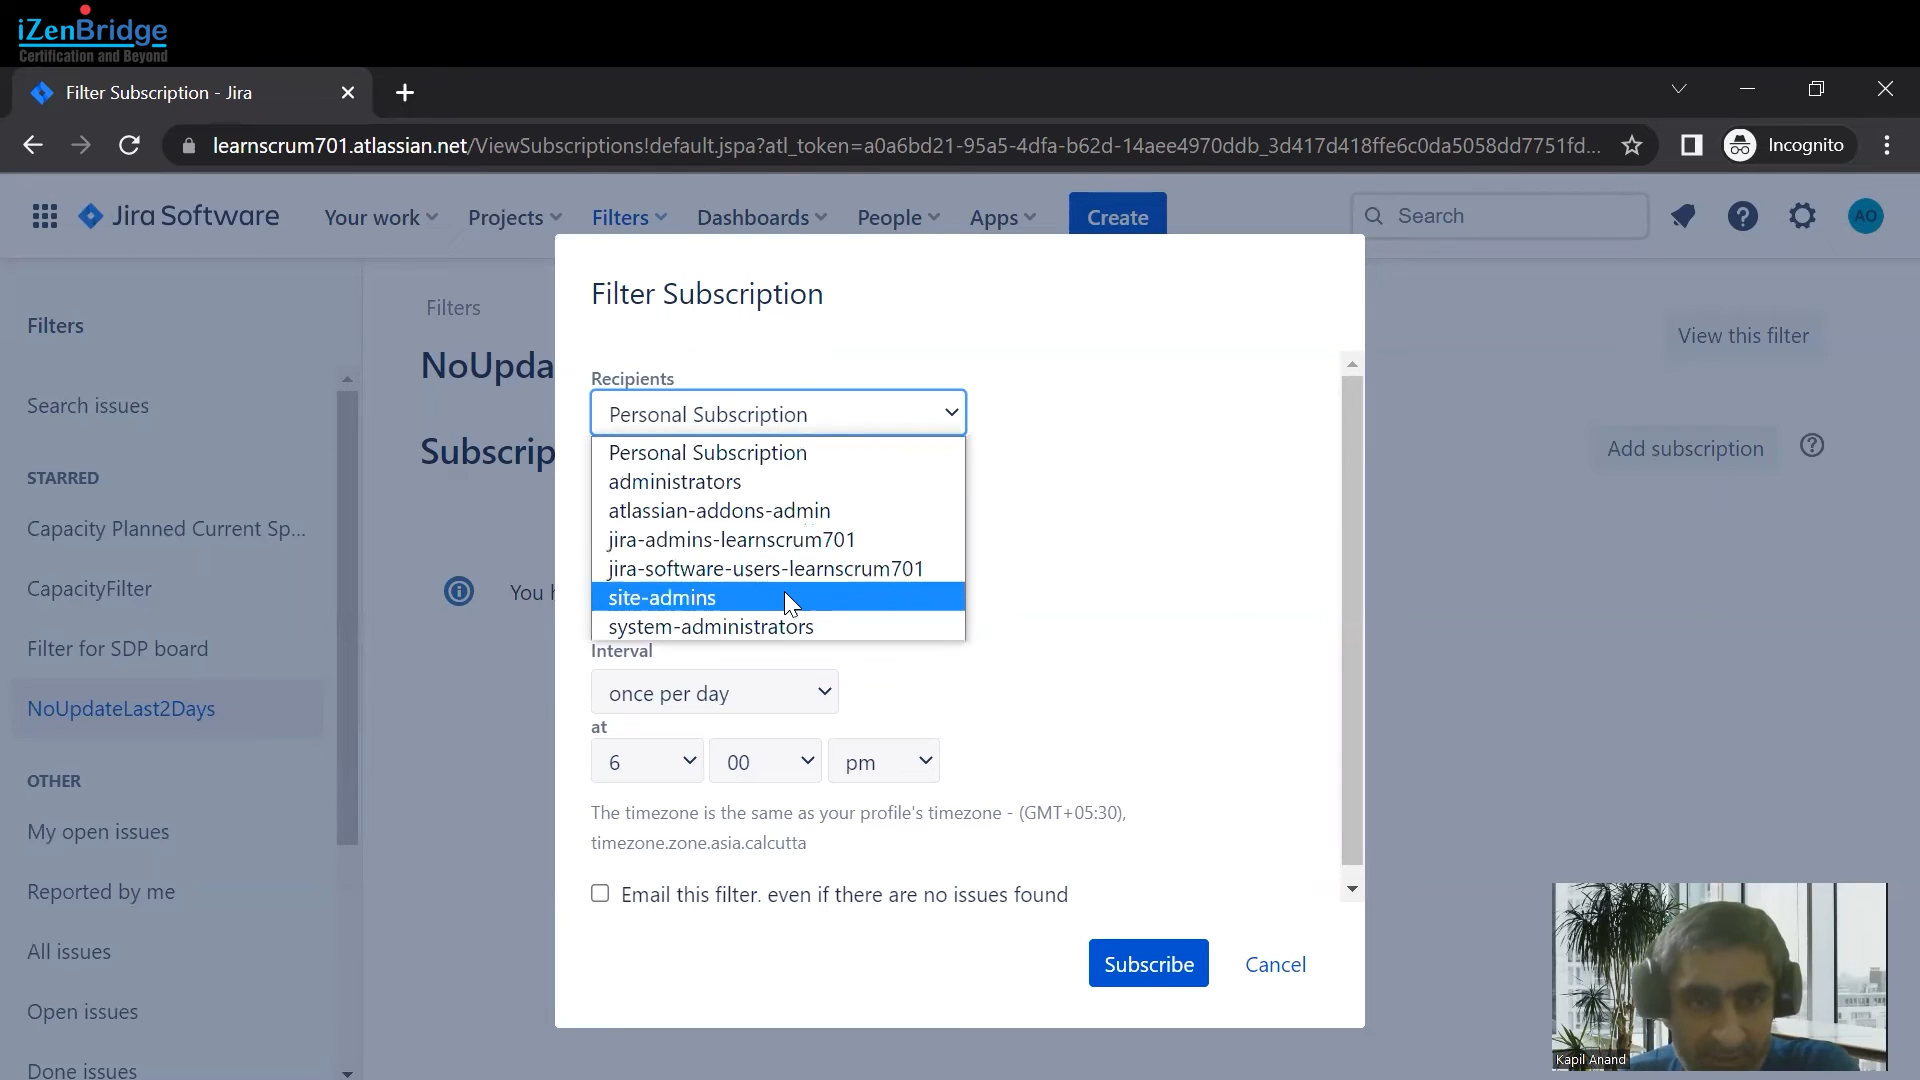 iZenBridge
Certification and Beyond
Filter Subscription - Jira
learnscrum701.atlassian.net/ViewSubscriptions!default.jspa?atl_token=a0a6bd21-95a5-4dfa-b62d-14aee4970ddb_3d417d418ffe6c0da5058dd7751fd...
Incognito
Jira Software
Your work
Projects
Filters
Dashboards
People
Apps
Create
Search
AO
Filters
Search issues
STARRED
Capacity Planned Current Sp...
CapacityFilter
Filter for SDP board
NoUpdateLast2Days
OTHER
My open issues
Reported by me
All issues
Open issues
Done issues
Filters
NoUpda
View this filter
Subscrip
Add subscription
You h
Filter Subscription
Recipients
Personal Subscription
Personal Subscription
administrators
atlassian-addons-admin
jira-admins-learnscrum701
jira-software-users-learnscrum701
site-admins
system-administrators
Interval
once per day
at
6 00 pm
The timezone is the same as your profile's timezone - (GMT+05:30),
timezone.zone.asia.calcutta
Email this filter. even if there are no issues found
Subscribe
Cancel
Kapil Anand